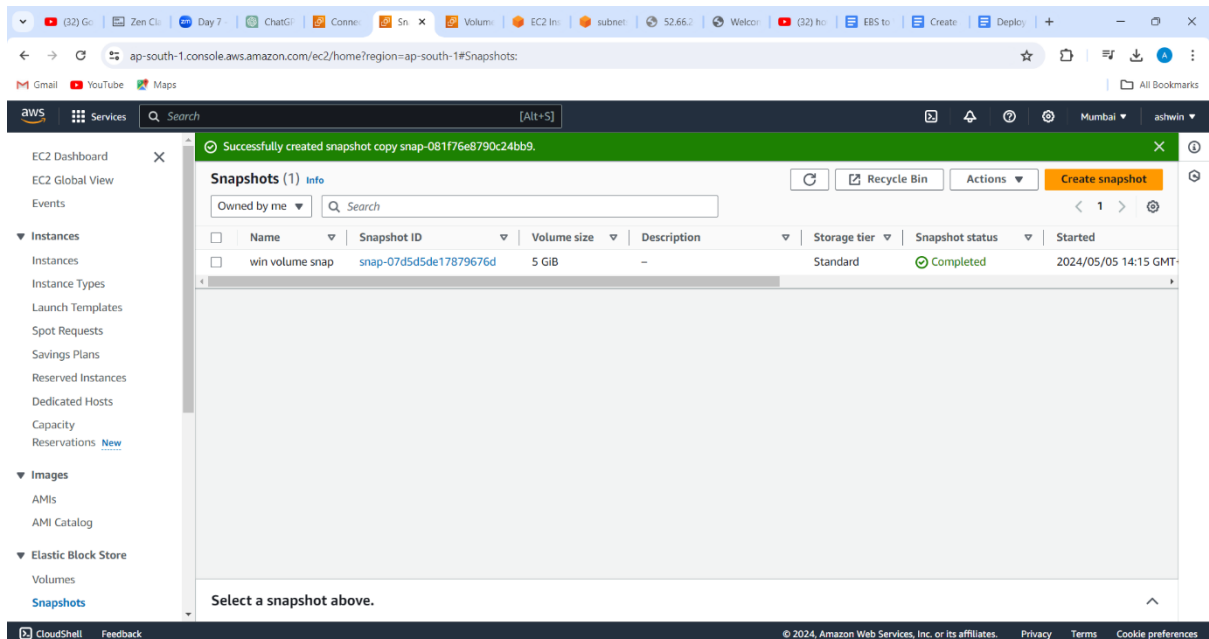 (32) Go Zen Cla Day 7 - ChatGP Connec Sn Volume EC2 Ins subnet 52.66.2 Welcor (32) ho EBS to Create Deploy
ap-south-1.console.aws.amazon.com/ec2/home?region=ap-south-1#Snapshots:
Gmail YouTube Maps All Bookmarks
aws Services Search [Alt+S] Mumbai ashwin
EC2 Dashboard
EC2 Global View
Events
Instances
Instances
Instance Types
Launch Templates
Spot Requests
Savings Plans
Reserved Instances
Dedicated Hosts
Capacity
Reservations New
Images
AMIs
AMI Catalog
Elastic Block Store
Volumes
Snapshots
Successfully created snapshot copy snap-081f76e8790c24bb9.
Snapshots (1) Info Recycle Bin Actions Create snapshot
Owned by me Search 1
Name Snapshot ID Volume size Description Storage tier Snapshot status Started
win volume snap snap-07d5d5de17879676d 5 GiB – Standard Completed 2024/05/05 14:15 GMT+
Select a snapshot above.
CloudShell Feedback © 2024, Amazon Web Services, Inc. or its affiliates. Privacy Terms Cookie preferences